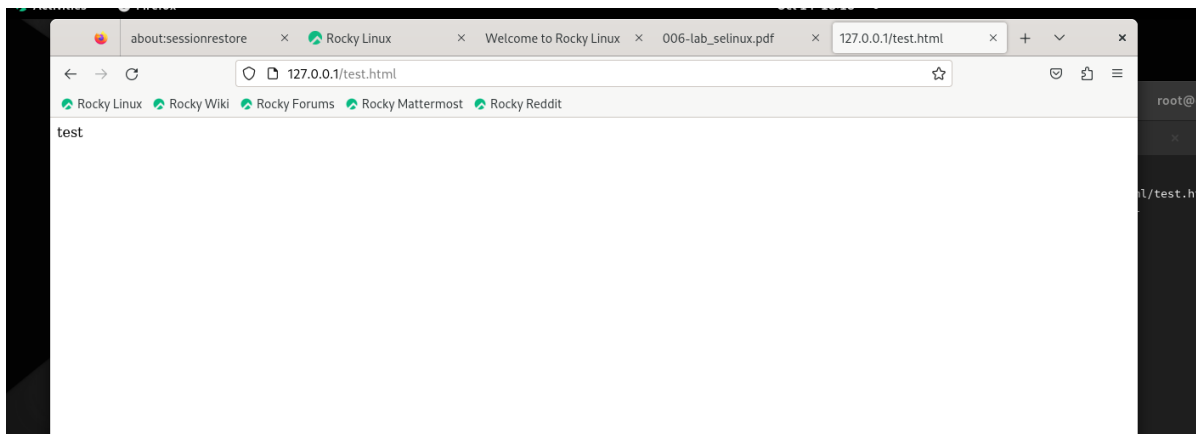 about:sessionrestore × Rocky Linux × Welcome to Rocky Linux × 006-lab_selinux.pdf × 127.0.0.1/test.html × + ×
127.0.0.1/test.html
Rocky Linux Rocky Wiki Rocky Forums Rocky Mattermost Rocky Reddit
root@
test
ml/test.h